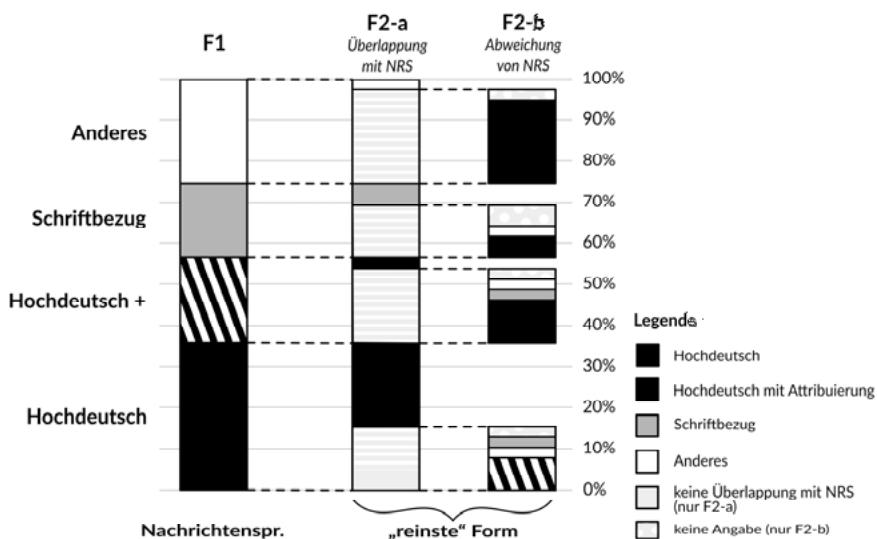 F1
F2-a
Überlappung
mit NRS
F2-b
Abweichung
von NRS
100%
90%
80%
70%
60%
50%
40%
30%
20%
10%
0%
Anderes
Schriftbezug
Hochdeutsch +
Hochdeutsch
Nachrichtenspr.
„reinste“ Form
Legende
Hochdeutsch
Hochdeutsch mit Attribuierung
Schriftbezug
Anderes
keine Überlappung mit NRS
(nur F2-a)
keine Angabe (nur F2-b)